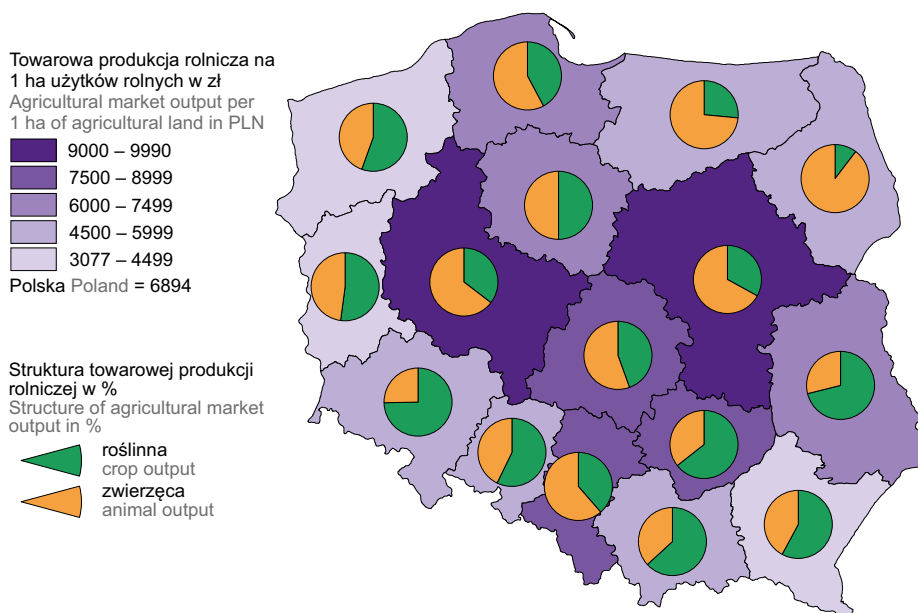 Towarowa produkcja rolnicza na
1 ha użytków rolnych w zł
Agricultural market output per
1 ha of agricultural land in PLN
9000 – 9990
7500 – 8999
6000 – 7499
4500 – 5999
3077 – 4499
Polska Poland = 6894
Struktura towarowej produkcji
rolniczej w %
Structure of agricultural market
output in %
roślinna
crop output
zwierzęca
animal output